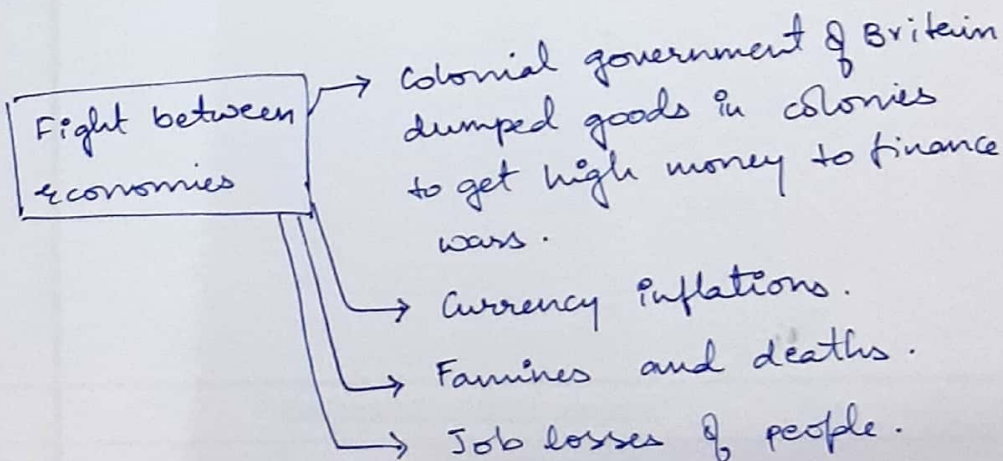 Fight between
economies
Colonial government of Britain
dumped goods in colonies
to get high money to finance
wars.
Currency inflations.
Famines and deaths.
Job losses of people.